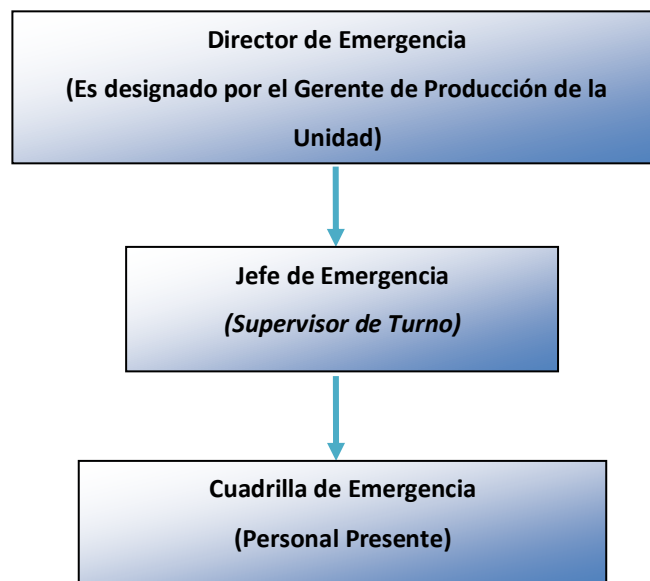 Director de Emergencia
(Es designado por el Gerente de Producción de la
Unidad)
Jefe de Emergencia
(Supervisor de Turno)
Cuadrilla de Emergencia
(Personal Presente)